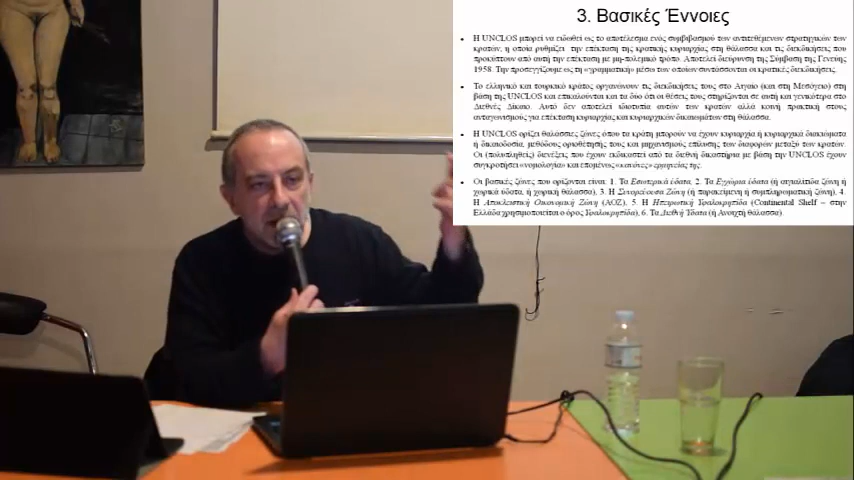 3. Βασικές Έννοιες
• Η UNCLOS μπορεί να ειδωθεί ως το αποτέλεσμα ενός συμβιβασμού των αντιτεθέμενων στρατηγικών των
κρατών, η οποία ρυθμίζει την επέκταση της κρατικής κυριαρχίας στη θάλασσα και τις διεκδικήσεις που
προκύπτουν από αυτή την επέκταση με μη-πολεμικό τρόπο. Αποτελεί διεύρυνση της Σύμβαση της Γενεύης
1958. Την προσεγγίζουμε ως τη «γραμματική» μέσω των οποίων συντάσσονται οι κρατικές διεκδικήσεις.
• Το ελληνικό και τουρκικό κράτος οργανώνουν τις διεκδικήσεις τους στο Αιγαίο (και στη Μεσόγειο) στη
βάση της UNCLOS και επικαλούνται και τα δύο ότι οι θέσεις τους στηρίζονται σε αυτή και γενικότερα στο
Διεθνές Δίκαιο. Αυτό δεν αποτελεί ιδιοτυπία αυτών των κρατών αλλά κοινή πρακτική στους
ανταγωνισμούς για επέκταση κυριαρχίας και κυριαρχικών δικαιωμάτων στη θάλασσα.
• Η UNCLOS ορίζει θαλάσσιες ζώνες όπου τα κράτη μπορούν να έχουν κυριαρχία ή κυριαρχικά δικαιώματα
ή δικαιοδοσία, μεθόδους οριοθέτησής τους και μηχανισμούς επίλυσης των διαφορών μεταξύ των κρατών.
Οι (πολυπληθείς) διενέξεις που έχουν εκδικαστεί από τα διεθνή δικαστήρια με βάση την UNCLOS έχουν
συγκροτήσει «νομολογία» και επομένως «κανόνες» ερμηνείας της.
• Οι βασικές ζώνες που ορίζονται είναι: 1. Τα Εσωτερικά ύδατα, 2. Τα Εγχώρια ύδατα (ή αιγιαλίτιδα ζώνη ή
χωρικά ύδατα, ή χωρική θάλασσα), 3. Η Συνορεύουσα Ζώνη (ή παρακείμενη ή συμπληρωματική ζώνη), 4.
Η Αποκλειστική Οικονομική Ζώνη (ΑΟΖ), 5. Η Ηπειρωτική Υφαλοκρηπίδα (Continental Shelf – στην
Ελλάδα χρησιμοποιείται ο όρος Υφαλοκρηπίδα), 6. Τα Διεθνή Ύδατα (ή Ανοιχτή θάλασσα).